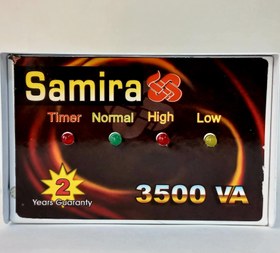 Samira
Timer Normal High Low
2
Years Guaranty
3500 VA